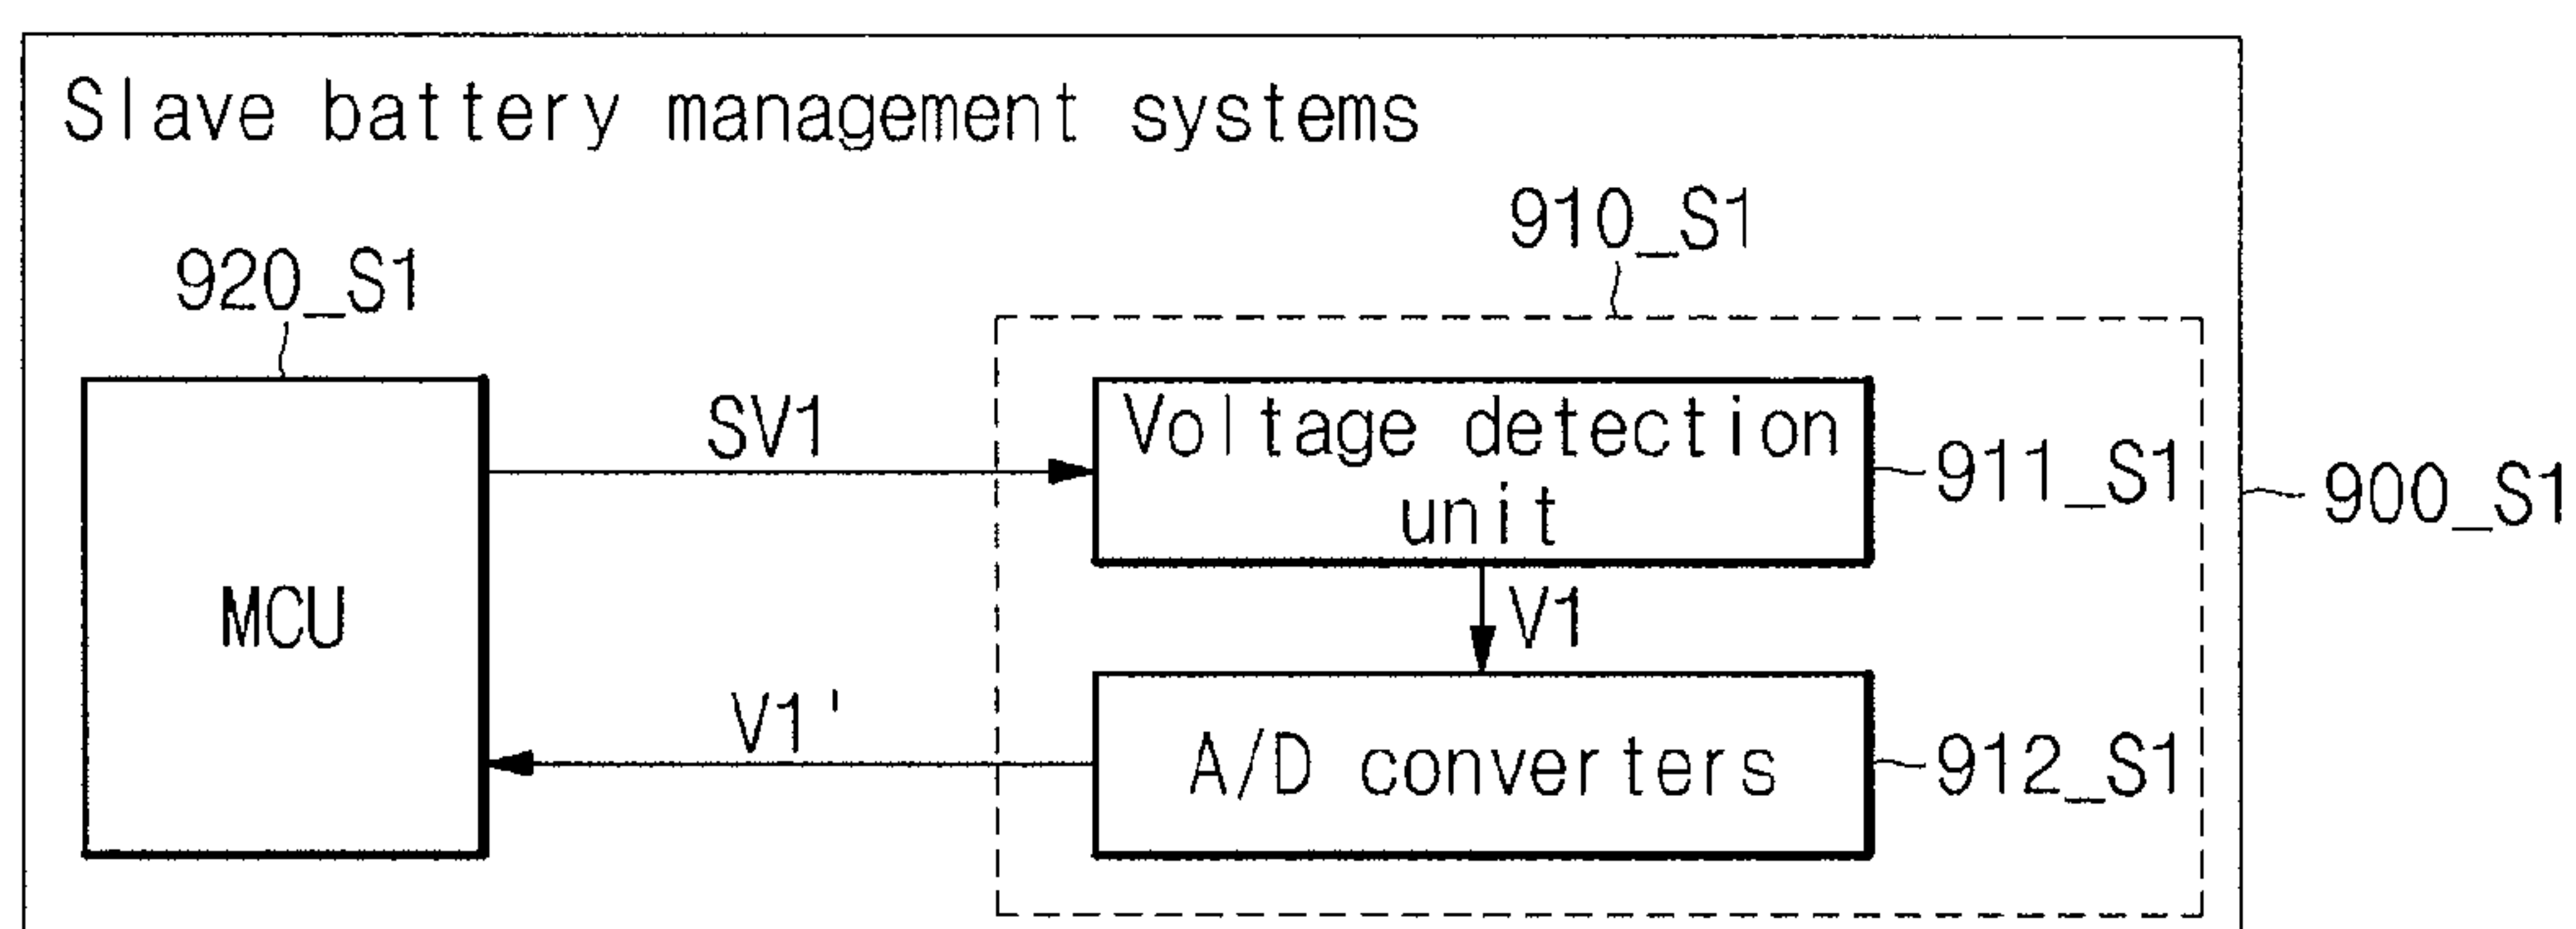 Slave battery management systems
910_S1
920_S1
SV1
Voltage detection
unit
911_S1
900_S1
MCU
V1
V1'
A/D converters
912_S1